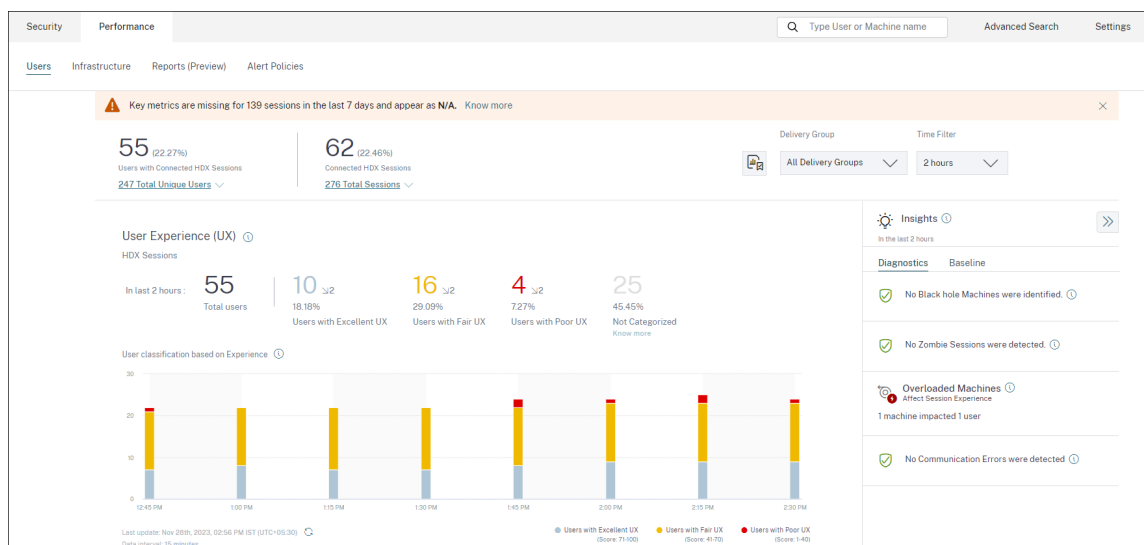 Security Performance Type User or Machine name Advanced Search Settings
Users Infrastructure Reports (Preview) Alert Policies
Key metrics are missing for 139 sessions in the last 7 days and appear as N/A. Know more
55 (22.27%)
Users with Connected HDX Sessions
247 Total Unique Users
62 (22.46%)
Connected HDX Sessions
276 Total Sessions
Delivery Group
All Delivery Groups
Time Filter
2 hours
User Experience (UX)
HDX Sessions
In last 2 hours :
55
Total users
10 2
18.18%
Users with Excellent UX
16 2
29.09%
Users with Fair UX
4 2
7.27%
Users with Poor UX
25
45.45%
Not Categorized
Know more
User classification based on Experience
30
20
10
0
12:45 PM 1:00 PM 1:15 PM 1:30 PM 1:45 PM 2:00 PM 2:15 PM 2:30 PM
Last update: Nov 28th, 2023, 02:56 PM IST (UTC+05:30)
Data interval: 15 minutes
Users with Excellent UX
(Score: 71-100)
Users with Fair UX
(Score: 41-70)
Users with Poor UX
(Score: 1-40)
Insights
In the last 2 hours
Diagnostics Baseline
No Black hole Machines were identified.
No Zombie Sessions were detected.
Overloaded Machines
Affect Session Experience
1 machine impacted 1 user
No Communication Errors were detected